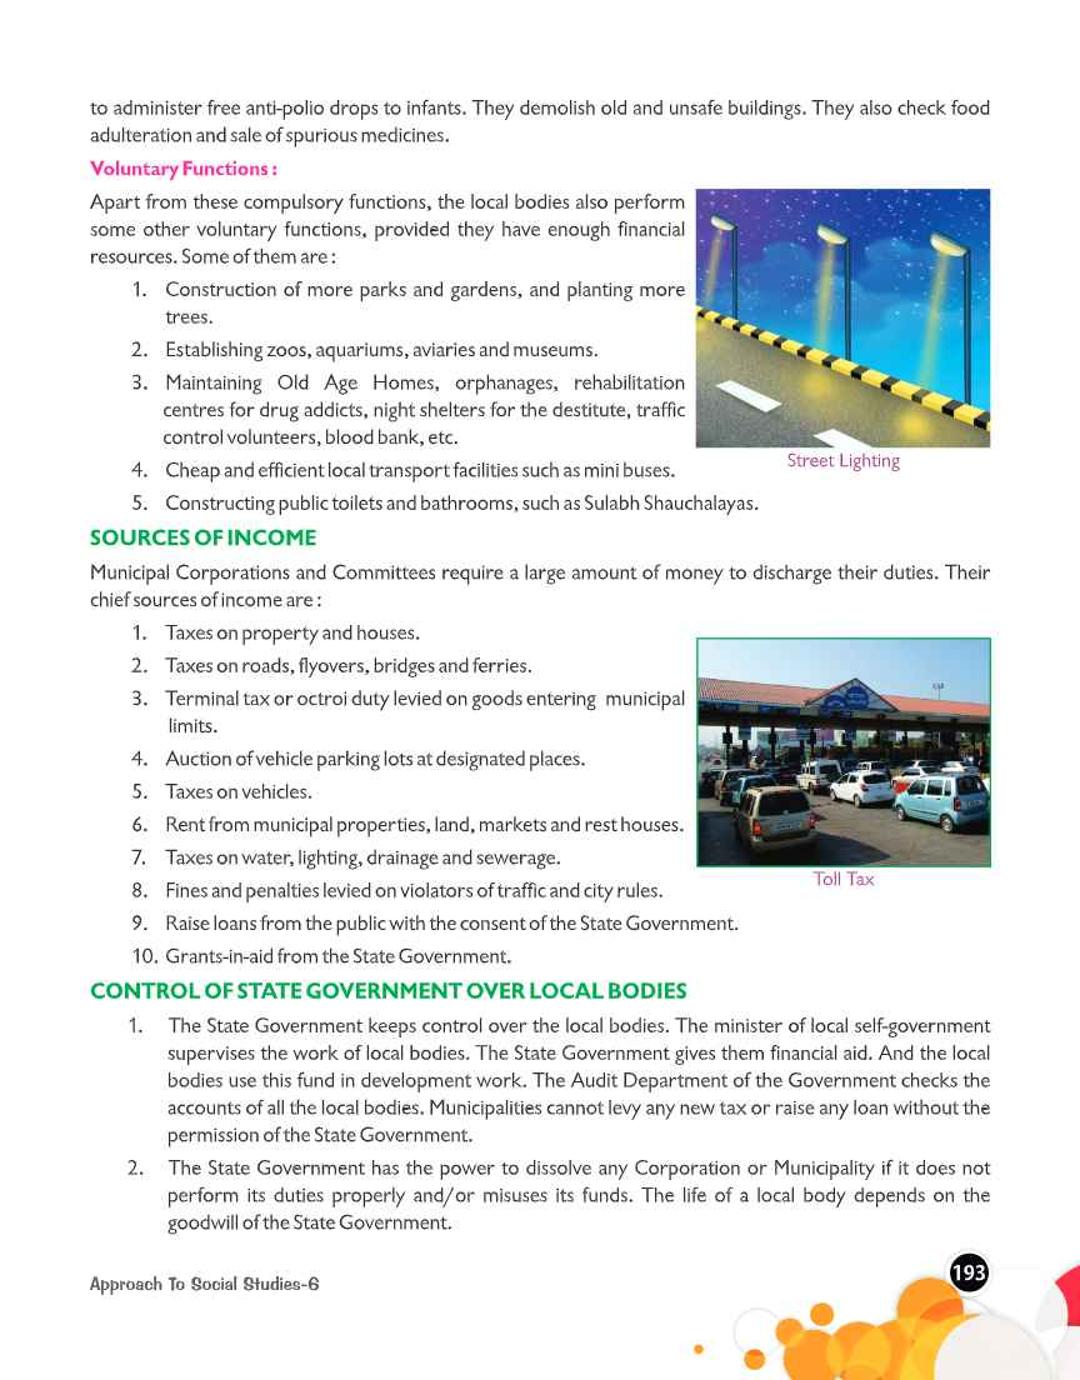 to administer free anti-polio drops to infants. They demolish old and unsafe buildings. They also check food
adulteration and sale of spurious medicines.
Voluntary Functions :
Apart from these compulsory functions, the local bodies also perform
some other voluntary functions, provided they have enough financial
resources. Some of them are :
1. Construction of more parks and gardens, and planting more
trees.
2. Establishing zoos, aquariums, aviaries and museums.
3. Maintaining Old Age Homes, orphanages, rehabilitation
centres for drug addicts, night shelters for the destitute, traffic
control volunteers, blood bank, etc.
4. Cheap and efficient local transport facilities such as mini buses.
Street Lighting
5. Constructing public toilets and bathrooms, such as Sulabh Shauchalayas.
SOURCES OF INCOME
Municipal Corporations and Committees require a large amount of money to discharge their duties. Their
chief sources of income are :
1. Taxes on property and houses.
2. Taxes on roads, flyovers, bridges and ferries.
3. Terminal tax or octroi duty levied on goods entering municipal
limits.
4. Auction of vehicle parking lots at designated places.
5. Taxes on vehicles.
6. Rent from municipal properties, land, markets and rest houses.
7. Taxes on water, lighting, drainage and sewerage.
Toll Tax
8. Fines and penalties levied on violators of traffic and city rules.
9. Raise loans from the public with the consent of the State Government.
10. Grants-in-aid from the State Government.
CONTROL OF STATE GOVERNMENT OVER LOCAL BODIES
1. The State Government keeps control over the local bodies. The minister of local self-government
supervises the work of local bodies. The State Government gives them financial aid. And the local
bodies use this fund in development work. The Audit Department of the Government checks the
accounts of all the local bodies. Municipalities cannot levy any new tax or raise any loan without the
permission of the State Government.
2. The State Government has the power to dissolve any Corporation or Municipality if it does not
perform its duties properly and/or misuses its funds. The life of a local body depends on the
goodwill of the State Government.
Approach To Social Studies-6
193